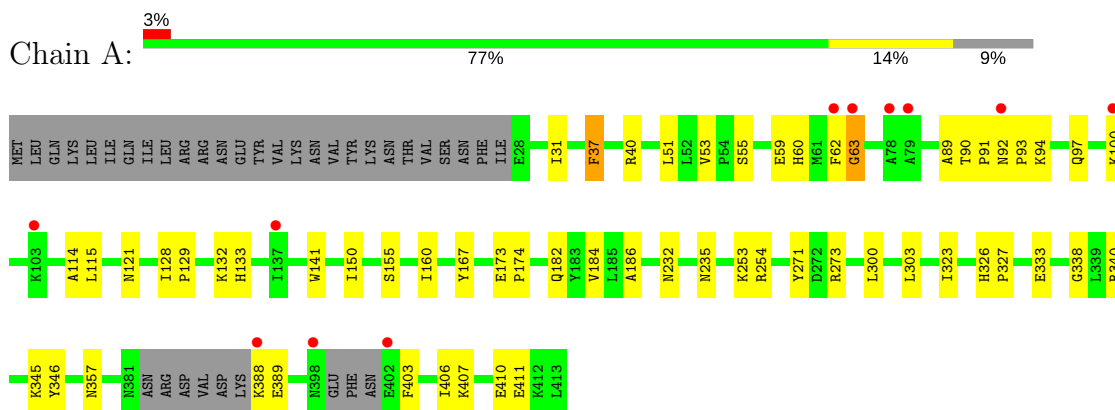 3%
Chain A:
77% 14% 9%
MET LEU GLN LYS LEU ILE GLN ILE LEU ARG ARG ASN GLU TYR VAL LYS ASN VAL TYR LYS ASN THR VAL SER ASN PHE ILE E28 I31 F37 R40 L51 L52 V53 P54 S55 E59 H60 M61 F62 G63 A78 A79 A89 T90 P91 N92 P93 K94 Q97 K100
K103 A114 L115 N121 I128 P129 K132 H133 I137 W141 I150 S155 I160 Y167 E173 P174 Q182 Y183 V184 L185 A186 N232 N235 K253 R254 Y271 D272 R273 L300 L303 I323 H326 P327 E333 G338 L339
K345 Y346 N357 N381 ASN ARG ASP VAL ASP LYS K388 E389 N398 GLU PHE ASN E402 F403 I406 K407 E410 E411 K412 L413